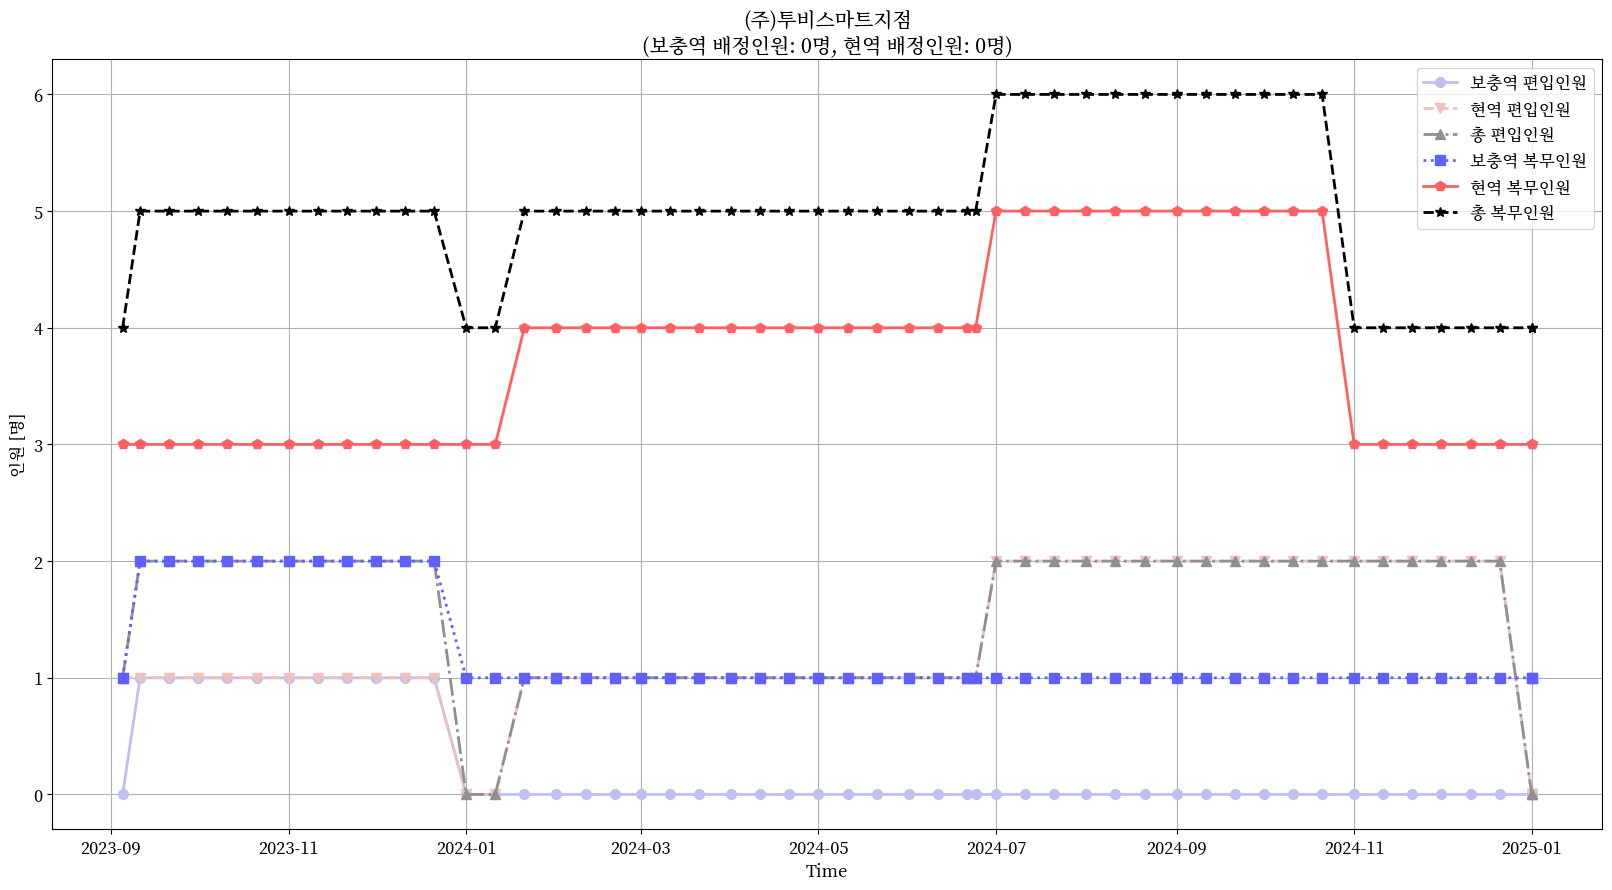 (주)투비스마트지점
(보충역 배정인원: 0명, 현역 배정인원: 0명)
보충역 편입인원
현역 편입인원
총 편입인원
보충역 복무인원
현역 복무인원
총 복무인원
인원 [명]
6
5
4
3
2
1
0
2023-09
2023-11
2024-01
2024-03
2024-05
2024-07
2024-09
2024-11
2025-01
Time